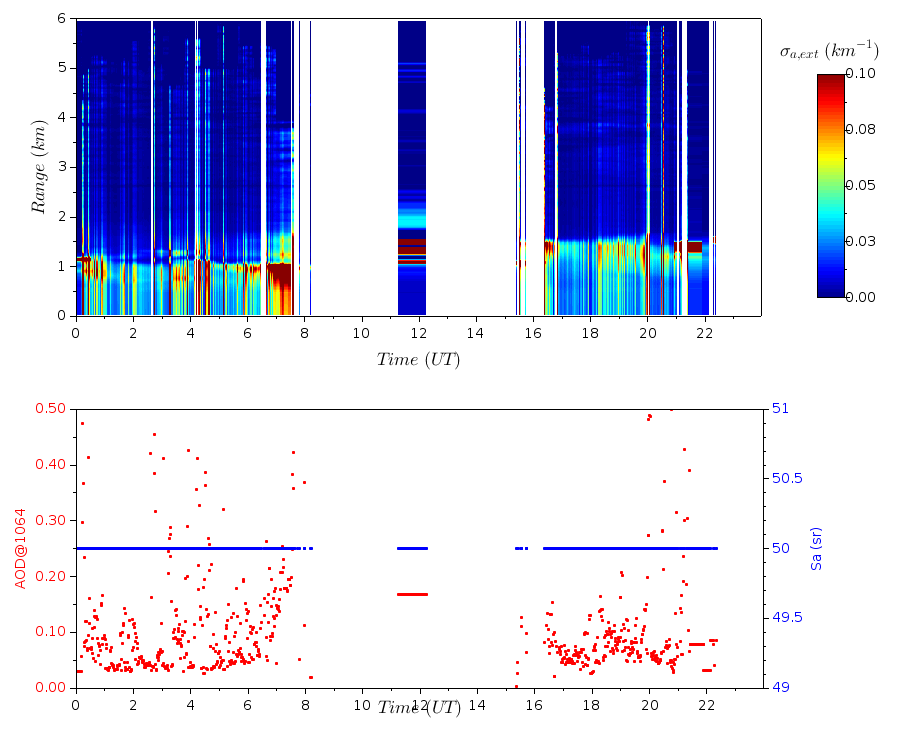 σa,ext (km−1)
6
5
4
3
2
1
0
Range (km)
0.10
0.08
0.05
0.03
0.00
0 2 4 6 8 10 12 14 16 18 20 22
Time (UT)
0.50
0.40
0.30
0.20
0.10
0.00
AOD@1064
51
50.5
50
49.5
49
Sa (sr)
0 2 4 6 8 10 12 14 16 18 20 22
Time (UT)